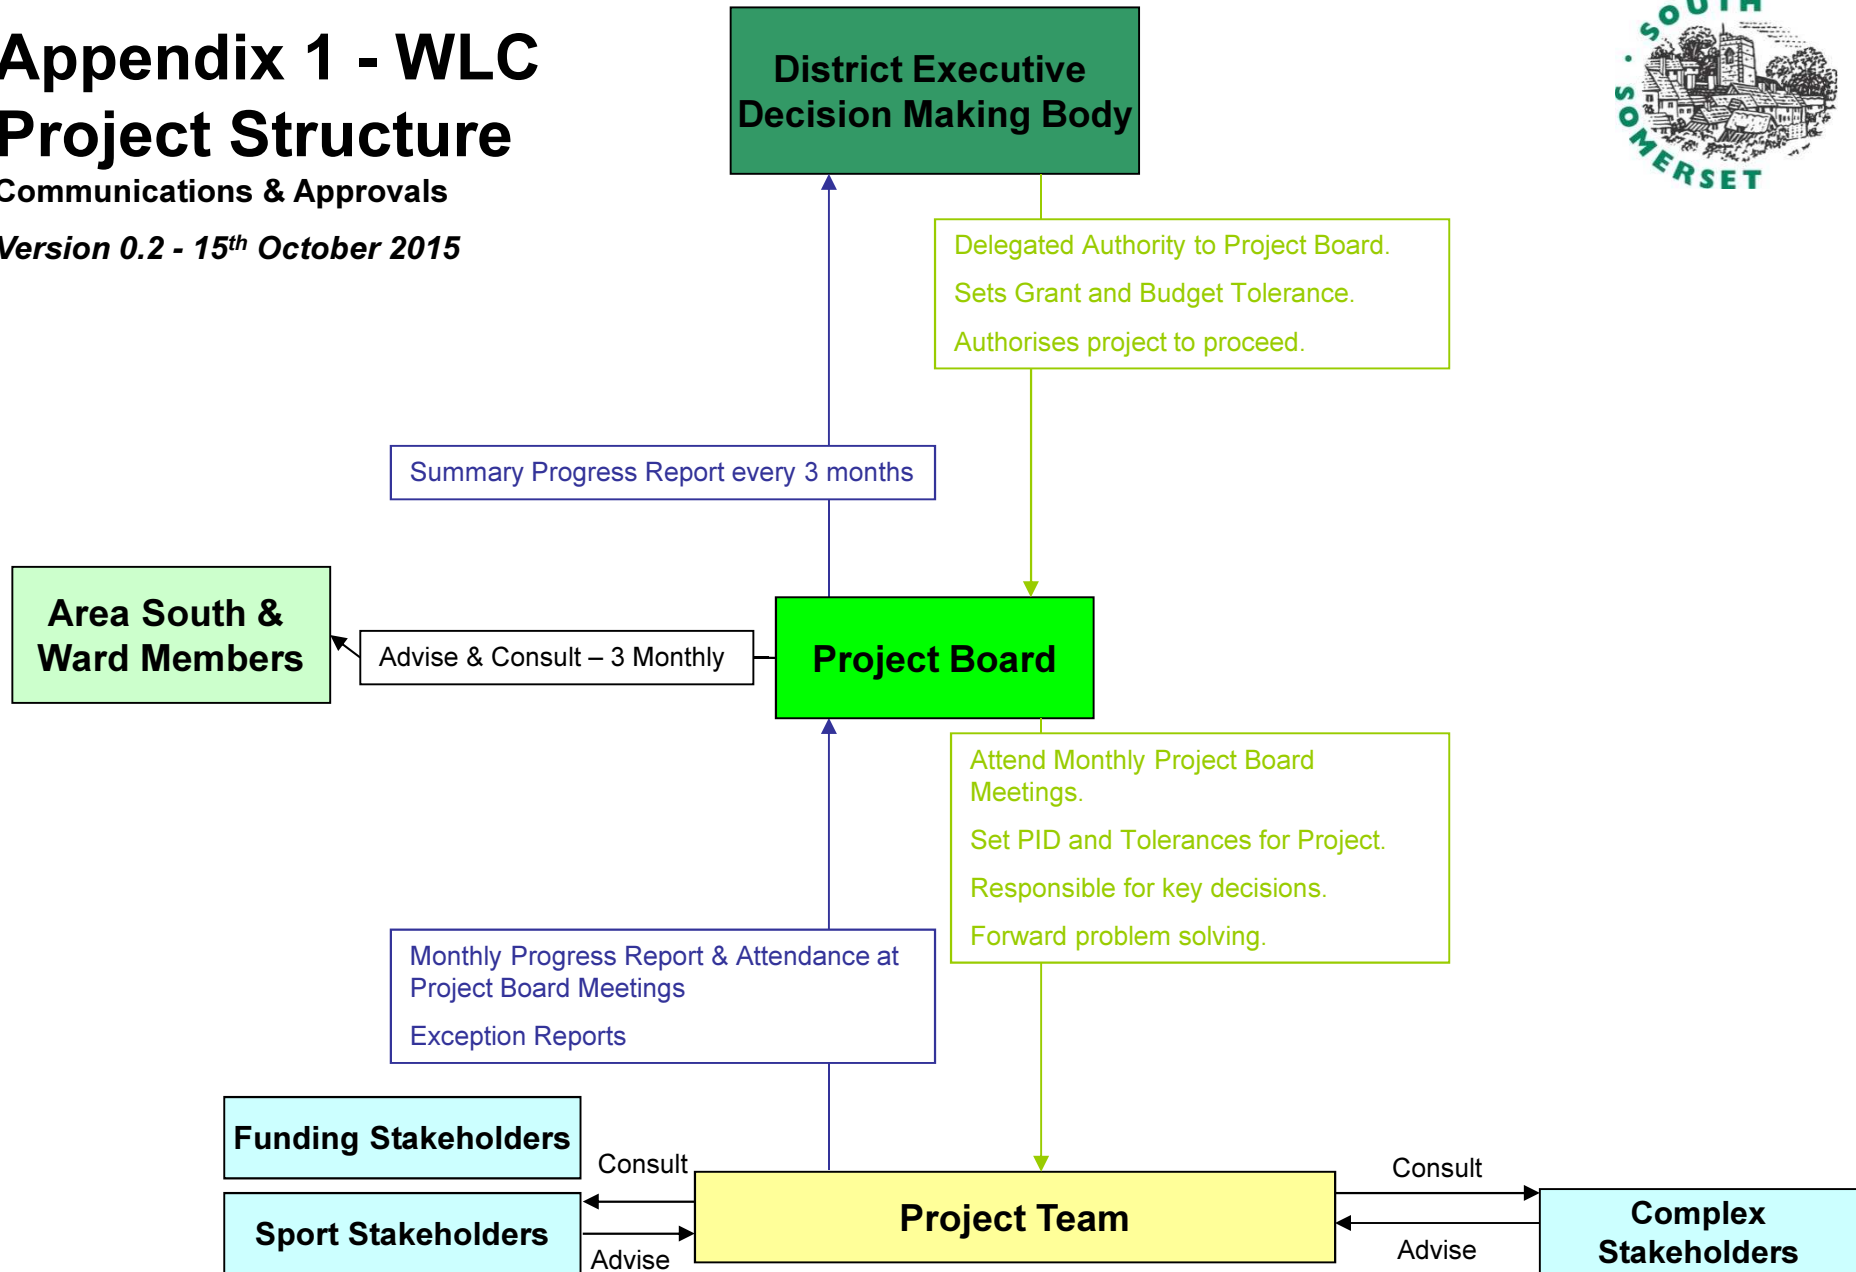 Appendix 1 - WLC
Project Structure
Communications & Approvals
Version 0.2 - 15th October 2015
SOUTH
SOMERSET
District Executive
Decision Making Body
Delegated Authority to Project Board.
Sets Grant and Budget Tolerance.
Authorises project to proceed.
Summary Progress Report every 3 months
Area South &
Ward Members
Advise & Consult – 3 Monthly
Project Board
Attend Monthly Project Board
Meetings.
Set PID and Tolerances for Project.
Responsible for key decisions.
Forward problem solving.
Monthly Progress Report & Attendance at
Project Board Meetings
Exception Reports
Funding Stakeholders
Sport Stakeholders
Consult
Advise
Project Team
Consult
Advise
Complex
Stakeholders